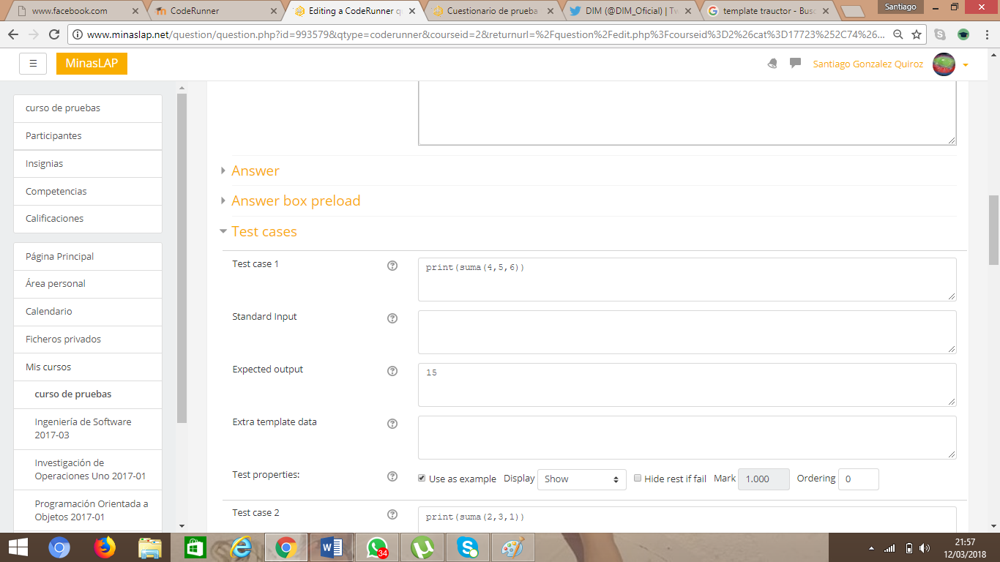 www.facebook.com
CodeRunner
Editing a CodeRunner q
Cuestionario de prueba
DIM (@DIM_Oficial) | Tw
template trauctor - Busc
Santiago
www.minaslap.net/question/question.php?id=993579&qtype=coderunner&courseid=2&returnurl=%2Fquestion%2Fedit.php%3Fcourseid%3D2%26cat%3D17723%252C74%26...
MinasLAP
Santiago Gonzalez Quiroz
curso de pruebas
Participantes
Insignias
Competencias
Calificaciones
Página Principal
Área personal
Calendario
Ficheros privados
Mis cursos
curso de pruebas
Ingeniería de Software
2017-03
Investigación de
Operaciones Uno 2017-01
Programación Orientada a
Objetos 2017-01
Answer
Answer box preload
Test cases
Test case 1
print(suma(4,5,6))
Standard Input
Expected output
15
Extra template data
Test properties:
Use as example Display Show Hide rest if fail Mark 1.000 Ordering 0
Test case 2
print(suma(2,3,1))
34
21:57
12/03/2018